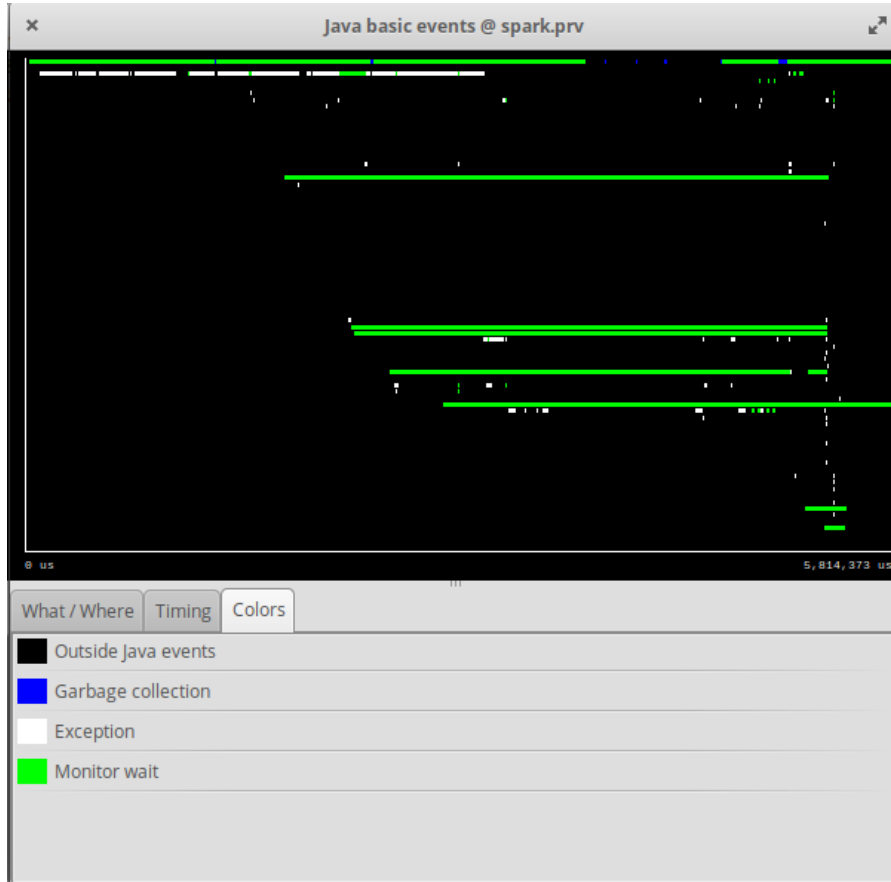 Java basic events @ spark.prv
0 us
5,814,373 us
What / Where
Timing
Colors
Outside Java events
Garbage collection
Exception
Monitor wait